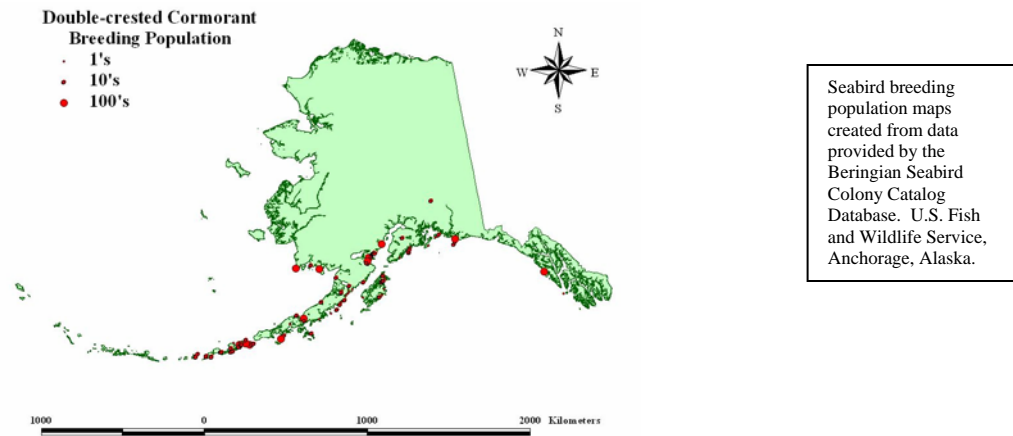 Double-crested Cormorant
Breeding Population
1's
10's
100's
N
W E
S
Seabird breeding
population maps
created from data
provided by the
Beringian Seabird
Colony Catalog
Database. U.S. Fish
and Wildlife Service,
Anchorage, Alaska.
1000 0 1000 2000 Kilometers